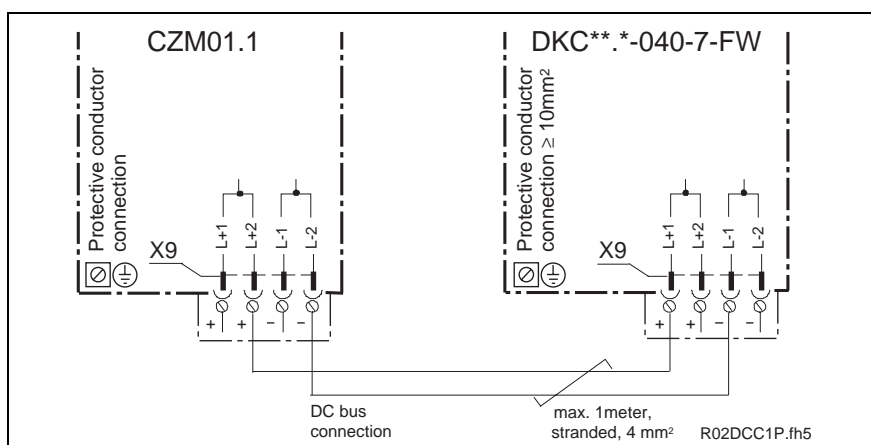 CZM01.1
DKC**.*-040-7-FW
Protective conductor
connection
L+1
L+2
L-1
L-2
X9
+
+
–
–
Protective conductor
connection ≥ 10mm²
L+1
L+2
L-1
L-2
X9
+
+
–
–
DC bus
connection
max. 1meter,
stranded, 4 mm²
R02DCC1P.fh5